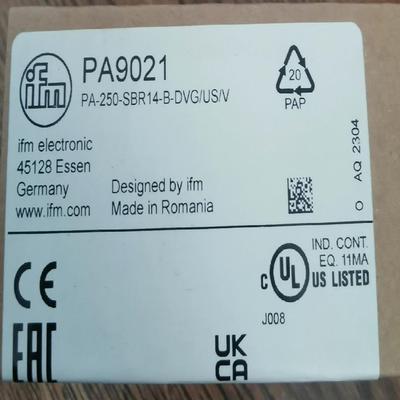 ifm
PA9021
PA-250-SBR14-B-DVG/US/V
20
PAP
ifm electronic
45128 Essen
Germany
www.ifm.com
Designed by ifm
Made in Romania
O AQ 2304
CE
EAC
UK
CA
C UL US LISTED
IND. CONT.
EQ. 11MA
J008